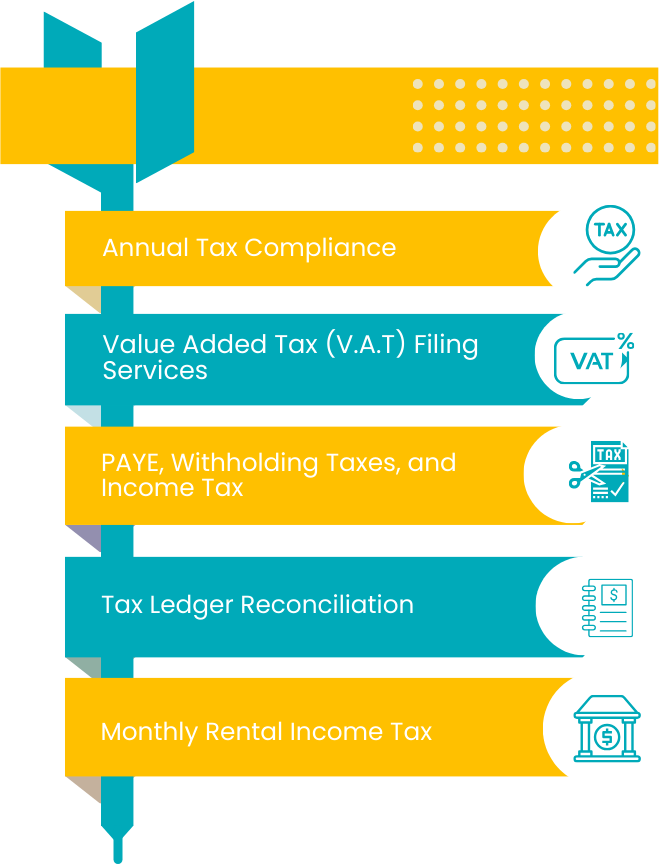 Annual Tax Compliance
TAX
Value Added Tax (V.A.T) Filing
Services
VAT
%
PAYE, Withholding Taxes, and
Income Tax
TAX
Tax Ledger Reconciliation
$
Monthly Rental Income Tax
$